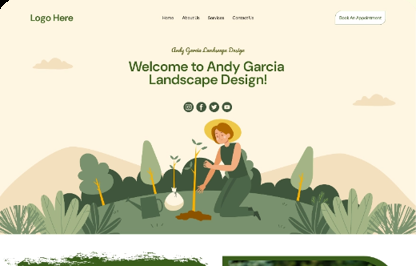 Logo Here
Home About Us Services Contact Us
Book An Appointment
Andy Garcia Landscape Design
Welcome to Andy Garcia
Landscape Design!